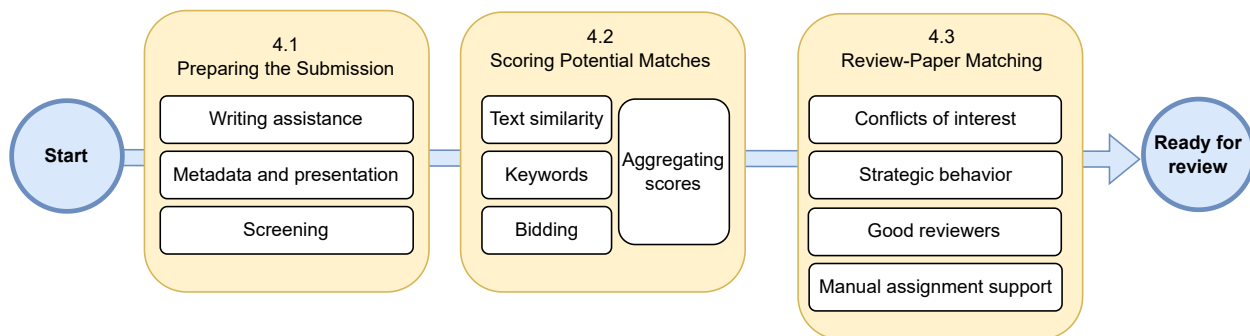 Start
4.1
Preparing the Submission
Writing assistance
Metadata and presentation
Screening
4.2
Scoring Potential Matches
Text similarity
Keywords
Bidding
Aggregating
scores
4.3
Review-Paper Matching
Conflicts of interest
Strategic behavior
Good reviewers
Manual assignment support
Ready for
review